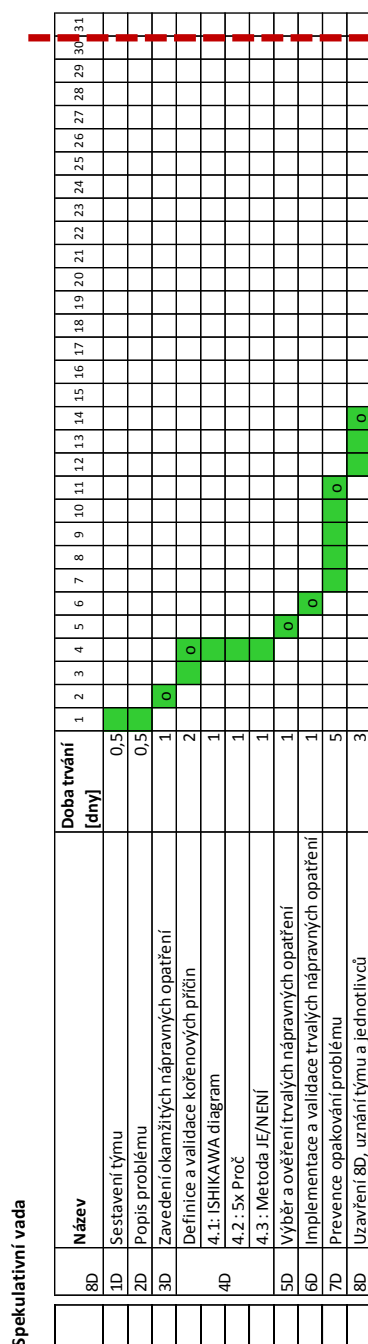 Spekulativní vada
8D Název Doba trvání [dny] 1 2 3 4 5 6 7 8 9 10 11 12 13 14 15 16 17 18 19 20 21 22 23 24 25 26 27 28 29 30 31
1D Sestavení týmu 0,5
2D Popis problému 0,5
3D Zavedení okamžitých nápravných opatření 1 o
4D Definice a validace kořenových příčin 2 o
4.1: ISHIKAWA diagram 1
4.2 : 5x Proč 1
4.3 : Metoda JE/NENÍ 1
5D Výběr a ověření trvalých nápravných opatření 1 o
6D Implementace a validace trvalých nápravných opatření 1 o
7D Prevence opakování problému 5 o
8D Uzavření 8D, uznání týmu a jednotlivců 3 o